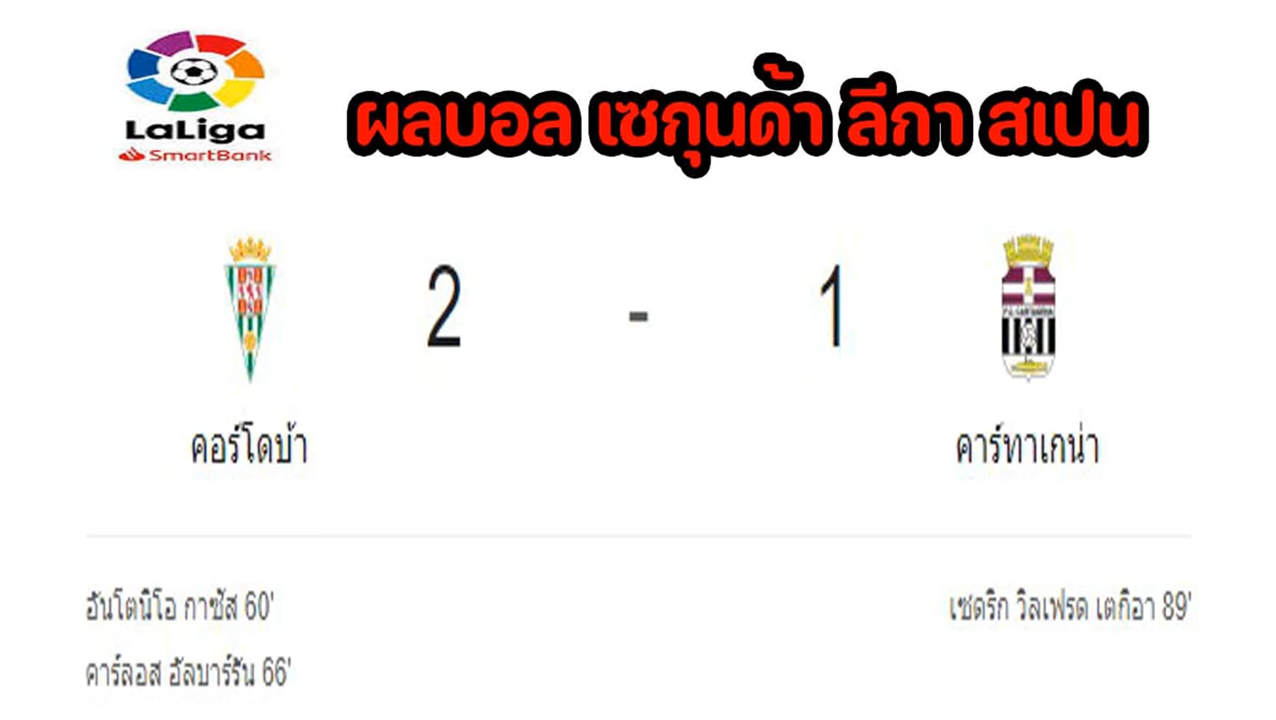 LaLiga
SmartBank
ผลบอล เซกุนด้า ลีกา สเปน
2 - 1
คอร์โดบ้า
คาร์ทาเกน่า
อันโตนิโอ กาซัส 60'
เซดริก วิลเฟรด เตกีอา 89'
คาร์ลอส อัลบาร์รัน 66'